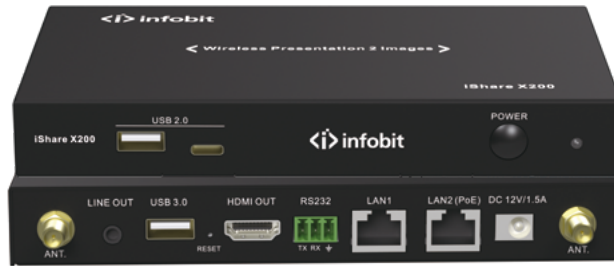 <i> infobit
< Wireless Presentation 2 Images >
iShare X200
USB 2.0
POWER
iShare X200
<i> infobit
LINE OUT USB 3.0 HDMI OUT RS232 LAN1 LAN2 (PoE) DC 12V/1.5A
RESET
TX RX
ANT. ANT.